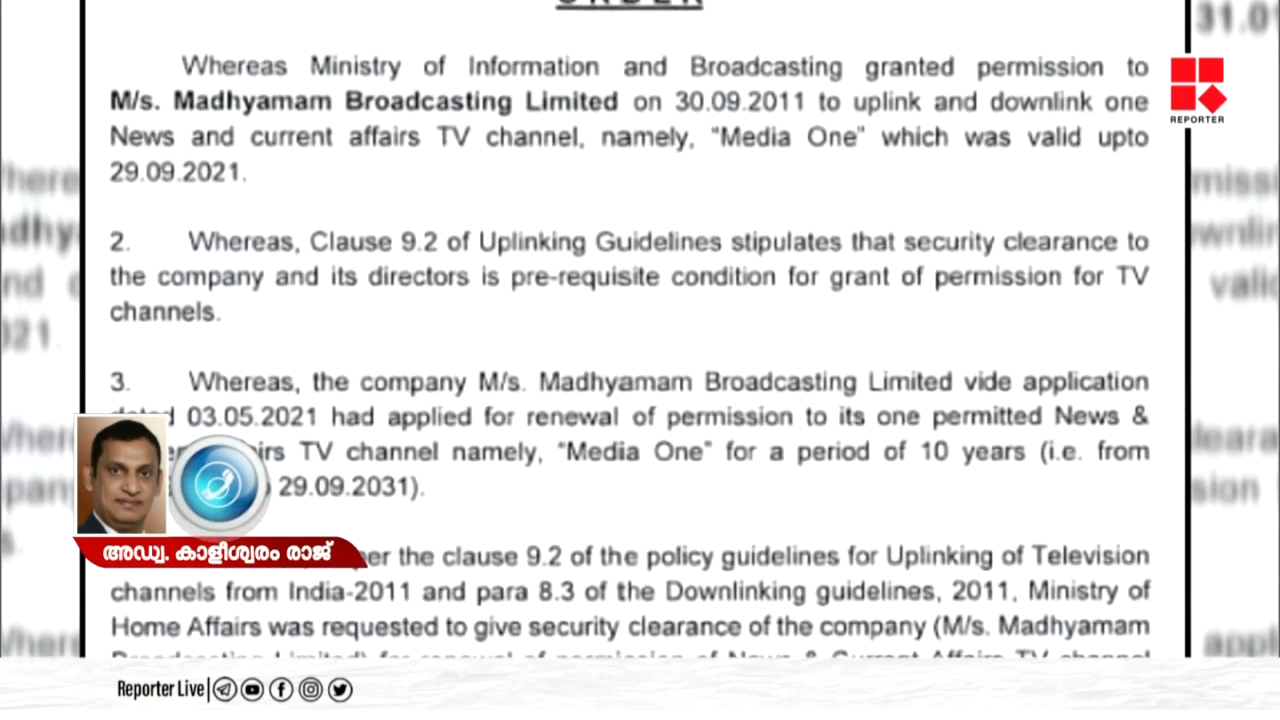 ORDER
Whereas Ministry of Information and Broadcasting granted permission to
M/s. Madhyamam Broadcasting Limited on 30.09.2011 to uplink and downlink one
News and current affairs TV channel, namely, "Media One" which was valid upto
29.09.2021.
2. Whereas, Clause 9.2 of Uplinking Guidelines stipulates that security clearance to
the company and its directors is pre-requisite condition for grant of permission for TV
channels.
3. Whereas, the company M/s. Madhyamam Broadcasting Limited vide application
03.05.2021 had applied for renewal of permission to its one permitted News &
TV channel namely, "Media One" for a period of 10 years (i.e. from
29.09.2031).
the clause 9.2 of the policy guidelines for Uplinking of Television
channels from India-2011 and para 8.3 of the Downlinking guidelines, 2011, Ministry of
Home Affairs was requested to give security clearance of the company (M/s. Madhyamam
REPORTER
അഡ്വ. കാളീശ്വരം രാജ്
Reporter Live